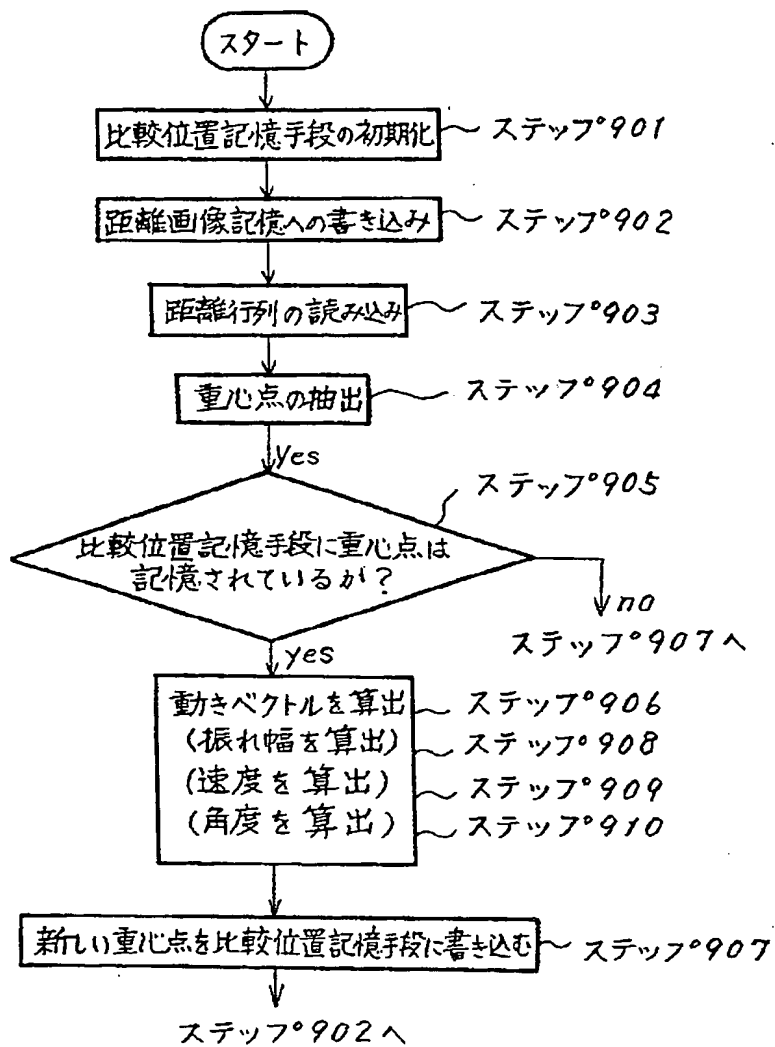 スタート
比較位置記憶手段の初期化
ステップ901
距離画像記憶への書き込み
ステップ902
距離行列の読み込み
ステップ903
重心点の抽出
ステップ904
yes
ステップ905
比較位置記憶手段に重心点は
記憶されているが?
no
ステップ907へ
yes
動きベクトルを算出
ステップ906
(振れ幅を算出)
ステップ908
(速度を算出)
ステップ909
(角度を算出)
ステップ910
新しい重心点を比較位置記憶手段に書き込む
ステップ907
ステップ902へ